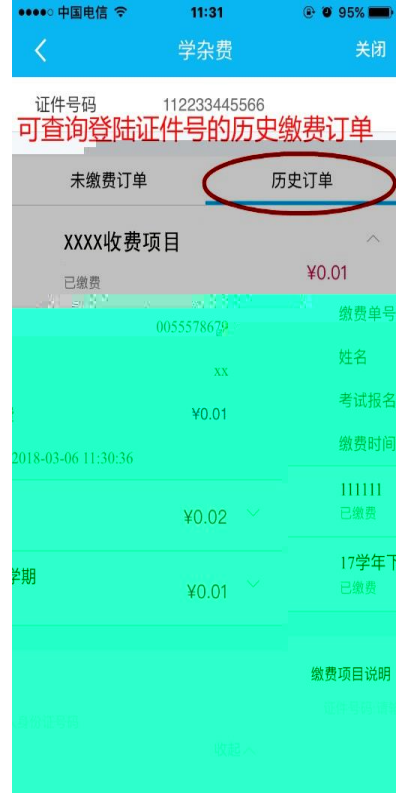 中国电信 11:31 95%
学杂费 关闭
证件号码 112233445566
可查询登陆证件号的历史缴费订单
未缴费订单 历史订单
XXXX收费项目
已缴费 ¥0.01
缴费单号
0055578679
姓名
xx
考试报名
¥0.01
缴费时间
2018-03-06 11:30:36
111111
已缴费
¥0.02
17学年下
学期
已缴费
¥0.01
缴费项目说明
收起